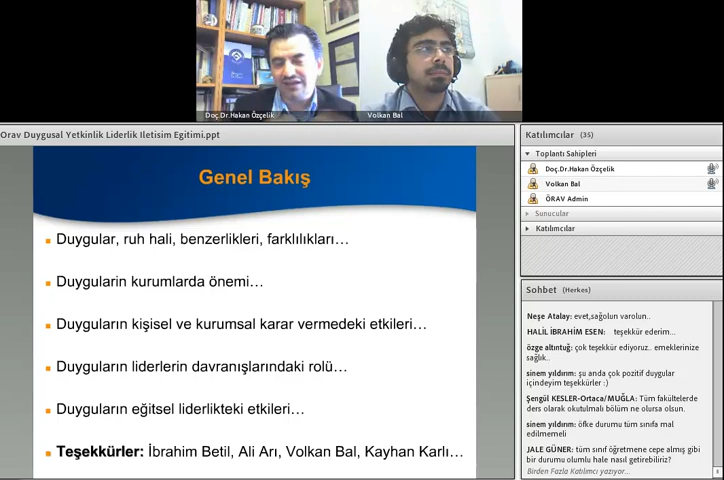 Doç.Dr.Hakan Özçelik
Volkan Bal
Orav Duygusal Yetkinlik Liderlik Iletisim Egitimi.ppt
Genel Bakış
Duygular, ruh hali, benzerlikleri, farklılıkları…
Duyguların kurumlarda önemi…
Duyguların kişisel ve kurumsal karar vermedeki etkileri…
Duyguların liderlerin davranışlarındaki rolü…
Duyguların eğitsel liderlikteki etkileri…
Teşekkürler: İbrahim Betil, Ali Arı, Volkan Bal, Kayhan Karlı…
Katılımcılar (35)
Toplantı Sahipleri
Doç.Dr.Hakan Özçelik
Volkan Bal
ÖRAV Admin
Sunucular
Katılımcılar
Sohbet (Herkes)
Neşe Atalay: evet,sağolun varolun..
HALİL İBRAHİM ESEN: teşekkür ederim...
özge altıntuğ: çok teşekkür ediyoruz.. emeklerinize
sağlık..
sinem yıldırım: şu anda çok pozitif duygular
içindeyim teşekkürler :)
Şengül KESLER-Ortaca/MUĞLA: Tüm fakültelerde
ders olarak okutulmalı bölüm ne olursa olsun.
sinem yıldırım: öfke durumu tüm sınıfa mal
edilmemeli
JALE GÜNER: tüm sınıf öğretmene cepe almış gibi
bir durumu olumlu hale nasıl getirebiliriz?
Birden Fazla Katılımcı yazıyor...